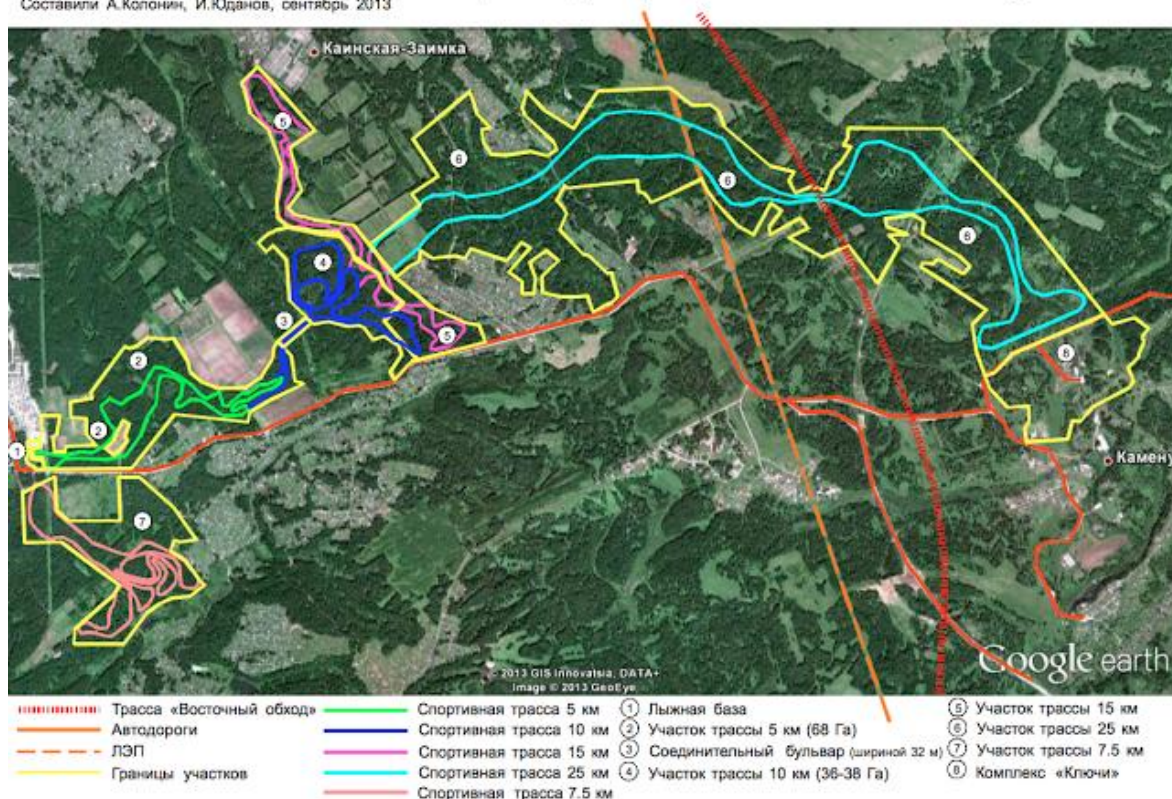 Составили А.Колонин, И.Юданов, сентябрь 2013
Каинская-Заимка
5
6
6
4
6
3
5
2
8
2
1
Камену
7
© 2013 GIS Innovatsia, DATA+
Image © 2013 GeoEye
Google earth
Трасса «Восточный обход»
Автодороги
ЛЭП
Границы участков
Спортивная трасса 5 км
Спортивная трасса 10 км
Спортивная трасса 15 км
Спортивная трасса 25 км
Спортивная трасса 7.5 км
1 Лыжная база
2 Участок трассы 5 км (68 Га)
3 Соединительный бульвар (шириной 32 м)
4 Участок трассы 10 км (36-38 Га)
5 Участок трассы 15 км
6 Участок трассы 25 км
7 Участок трассы 7.5 км
8 Комплекс «Ключи»